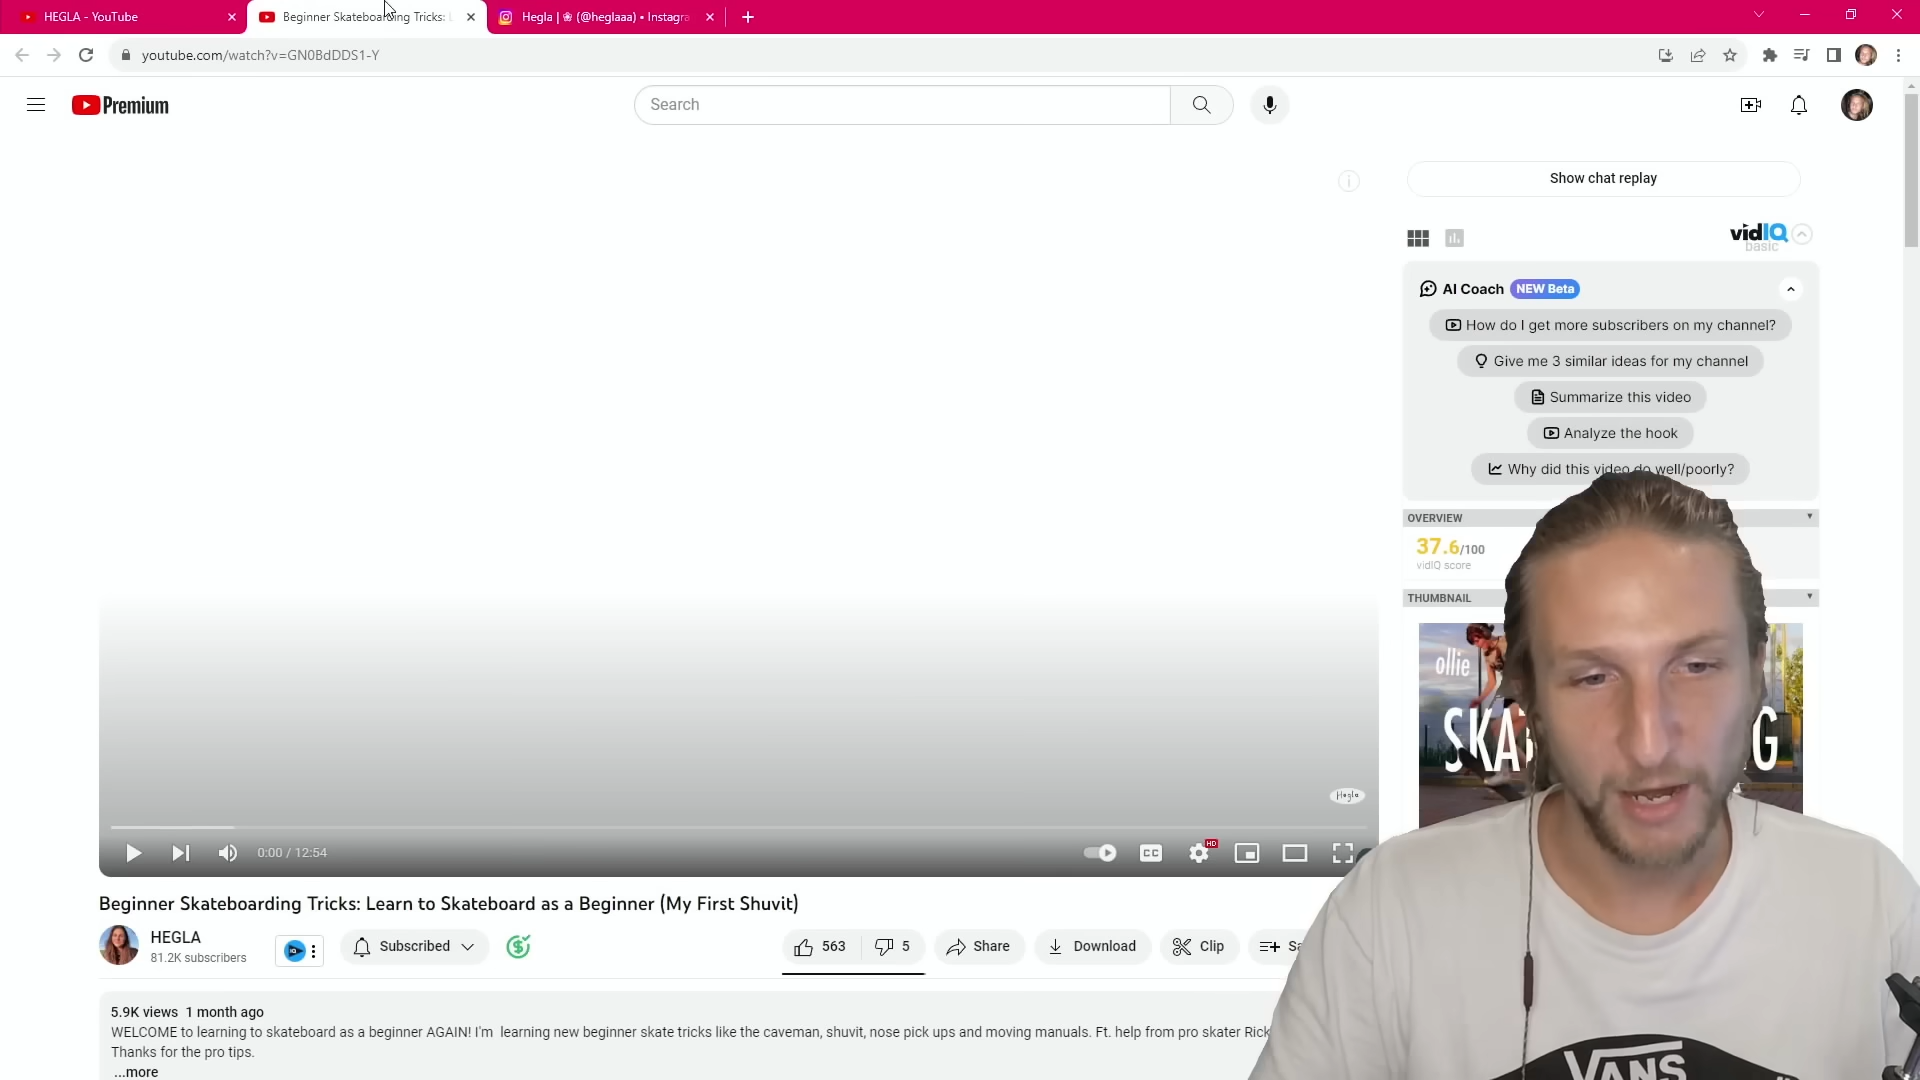 HEGLA - YouTube
Beginner Skateboarding Tricks: L
Hegla | ❀ (@heglaaa) • Instagra
youtube.com/watch?v=GN0BdDDS1-Y
Premium
Search
Show chat replay
vidIQ
basic
AI Coach NEW Beta
How do I get more subscribers on my channel?
Give me 3 similar ideas for my channel
Summarize this video
Analyze the hook
Why did this video do well/poorly?
OVERVIEW
37.6/100
vidIQ score
THUMBNAIL
ollie
Hegla
CC
HD
0:00 / 12:54
Beginner Skateboarding Tricks: Learn to Skateboard as a Beginner (My First Shuvit)
HEGLA
81.2K subscribers
Subscribed
563
5
Share
Download
Clip
5.9K views 1 month ago
WELCOME to learning to skateboard as a beginner AGAIN! I'm learning new beginner skate tricks like the caveman, shuvit, nose pick ups and moving manuals. Ft. help from pro skater Rick
Thanks for the pro tips.
...more
VANS